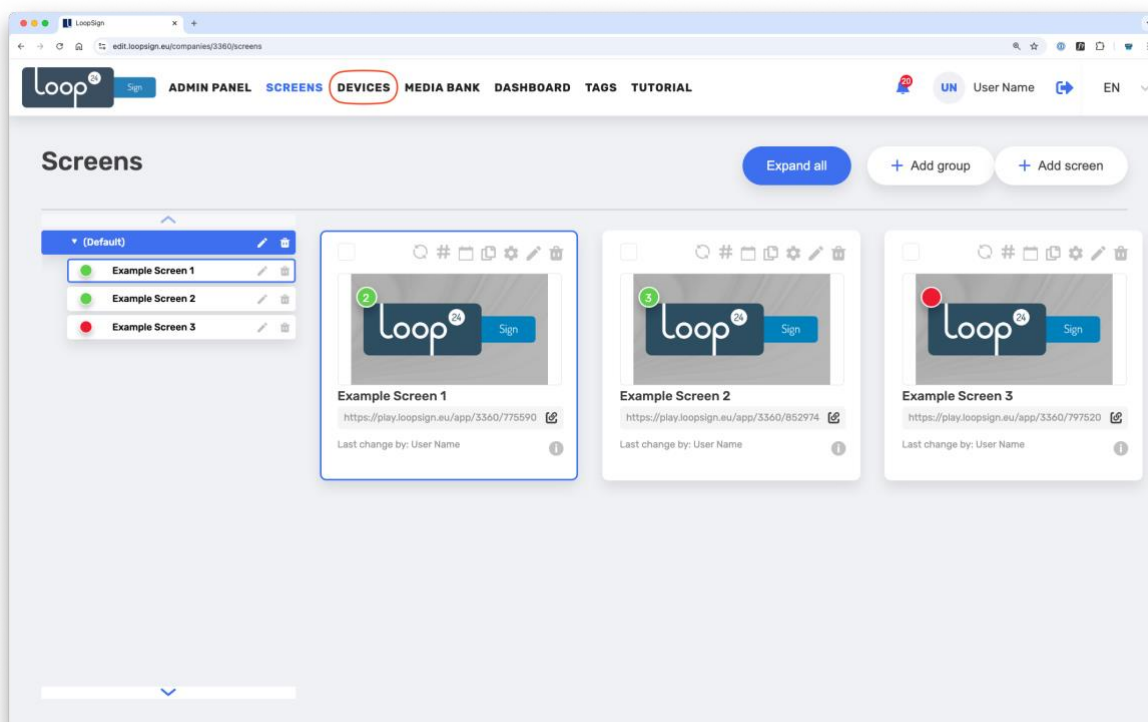 LoopSign
edit.loopsign.eu/companies/3360/screens
Loop 24 Sign
ADMIN PANEL SCREENS DEVICES MEDIA BANK DASHBOARD TAGS TUTORIAL
20
UN User Name
EN
Screens
Expand all
+ Add group
+ Add screen
(Default)
Example Screen 1
Example Screen 2
Example Screen 3
2
Loop 24 Sign
Example Screen 1
https://play.loopsign.eu/app/3360/775590
Last change by: User Name
3
Loop 24 Sign
Example Screen 2
https://play.loopsign.eu/app/3360/852974
Last change by: User Name
Loop 24 Sign
Example Screen 3
https://play.loopsign.eu/app/3360/797520
Last change by: User Name